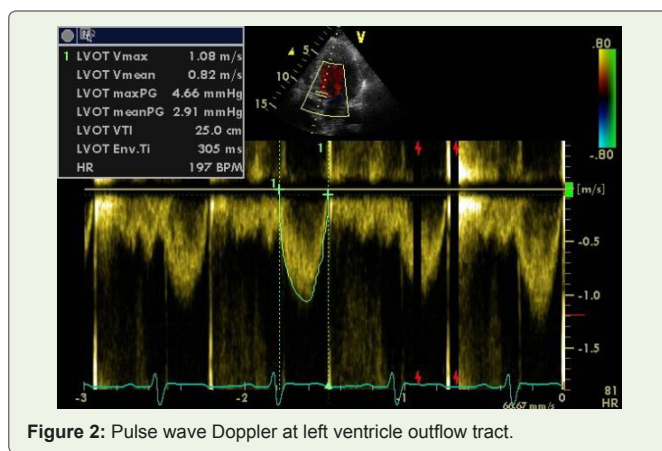 1 LVOT Vmax 1.08 m/s
LVOT Vmean 0.82 m/s
LVOT maxPG 4.66 mmHg
LVOT meanPG 2.91 mmHg
LVOT VTI 25.0 cm
LVOT Env.Ti 305 ms
HR 197 BPM
V
5
10
15
.80
-.80
1
1
[m/s]
-0.5
-1.0
-1.5
-3
-2
-1
0
66.67 mm/s
81
HR
Figure 2: Pulse wave Doppler at left ventricle outflow tract.